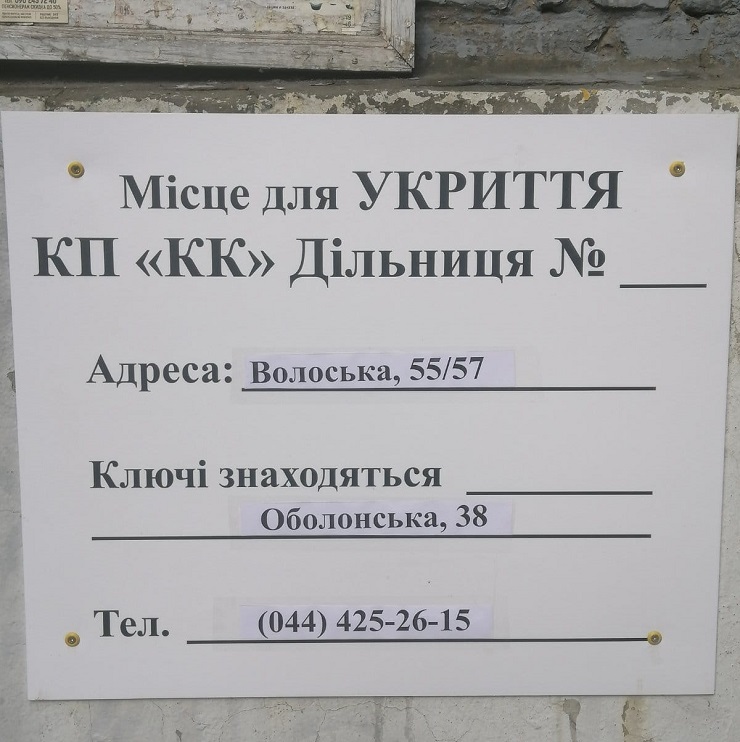 Місце для УКРИТТЯ
КП «КК» Дільниця №
Адреса: Волоська, 55/57
Ключі знаходяться
Оболонська, 38
Тел. (044) 425-26-15